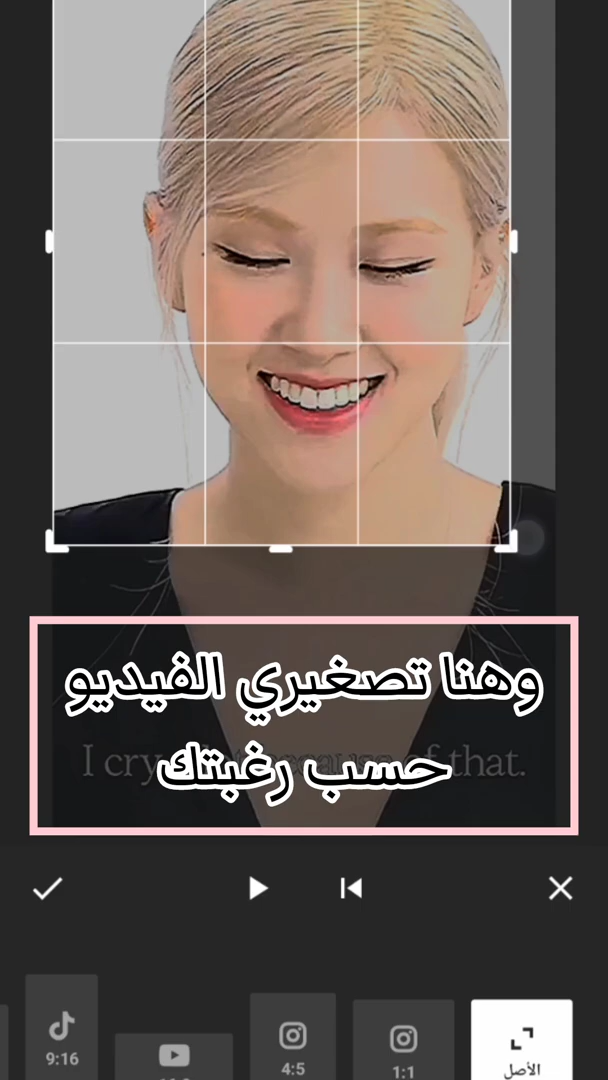 وهنا تصغيري الفيديو
حسب رغبتك
I cry of that.
9:16
4:5
1:1
الأصل